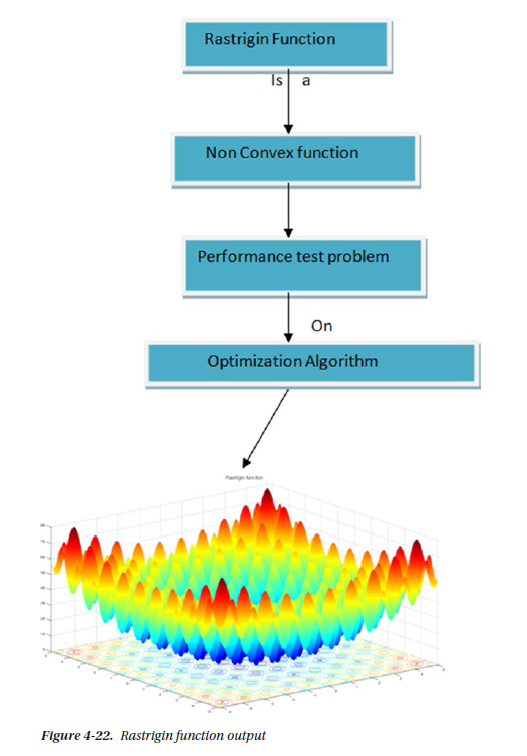 Rastrigin Function
Is a
Non Convex function
Performance test problem
On
Optimization Algorithm
Rastrigin function
Figure 4-22. Rastrigin function output